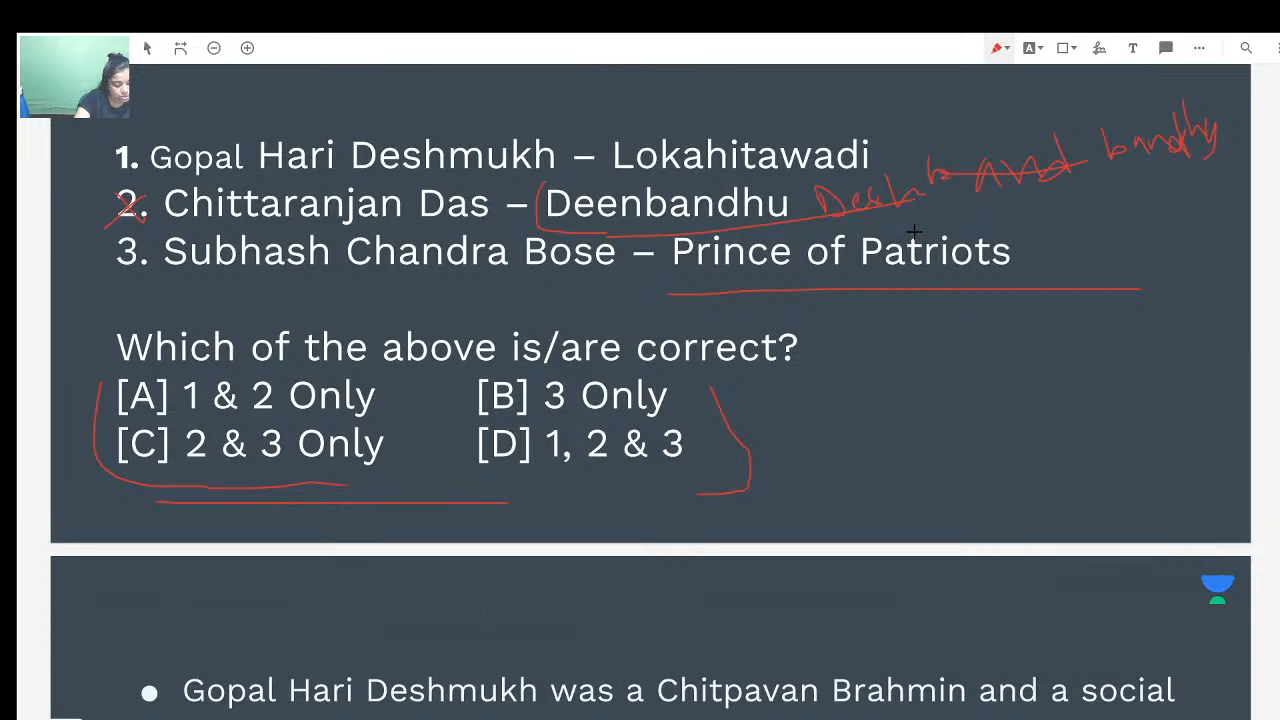 1. Gopal Hari Deshmukh – Lokahitawadi
2. Chittaranjan Das – Deenbandhu
bandhu
3. Subhash Chandra Bose – Prince of Patriots
Which of the above is/are correct?
[A] 1 & 2 Only [B] 3 Only
[C] 2 & 3 Only [D] 1, 2 & 3
Gopal Hari Deshmukh was a Chitpavan Brahmin and a social